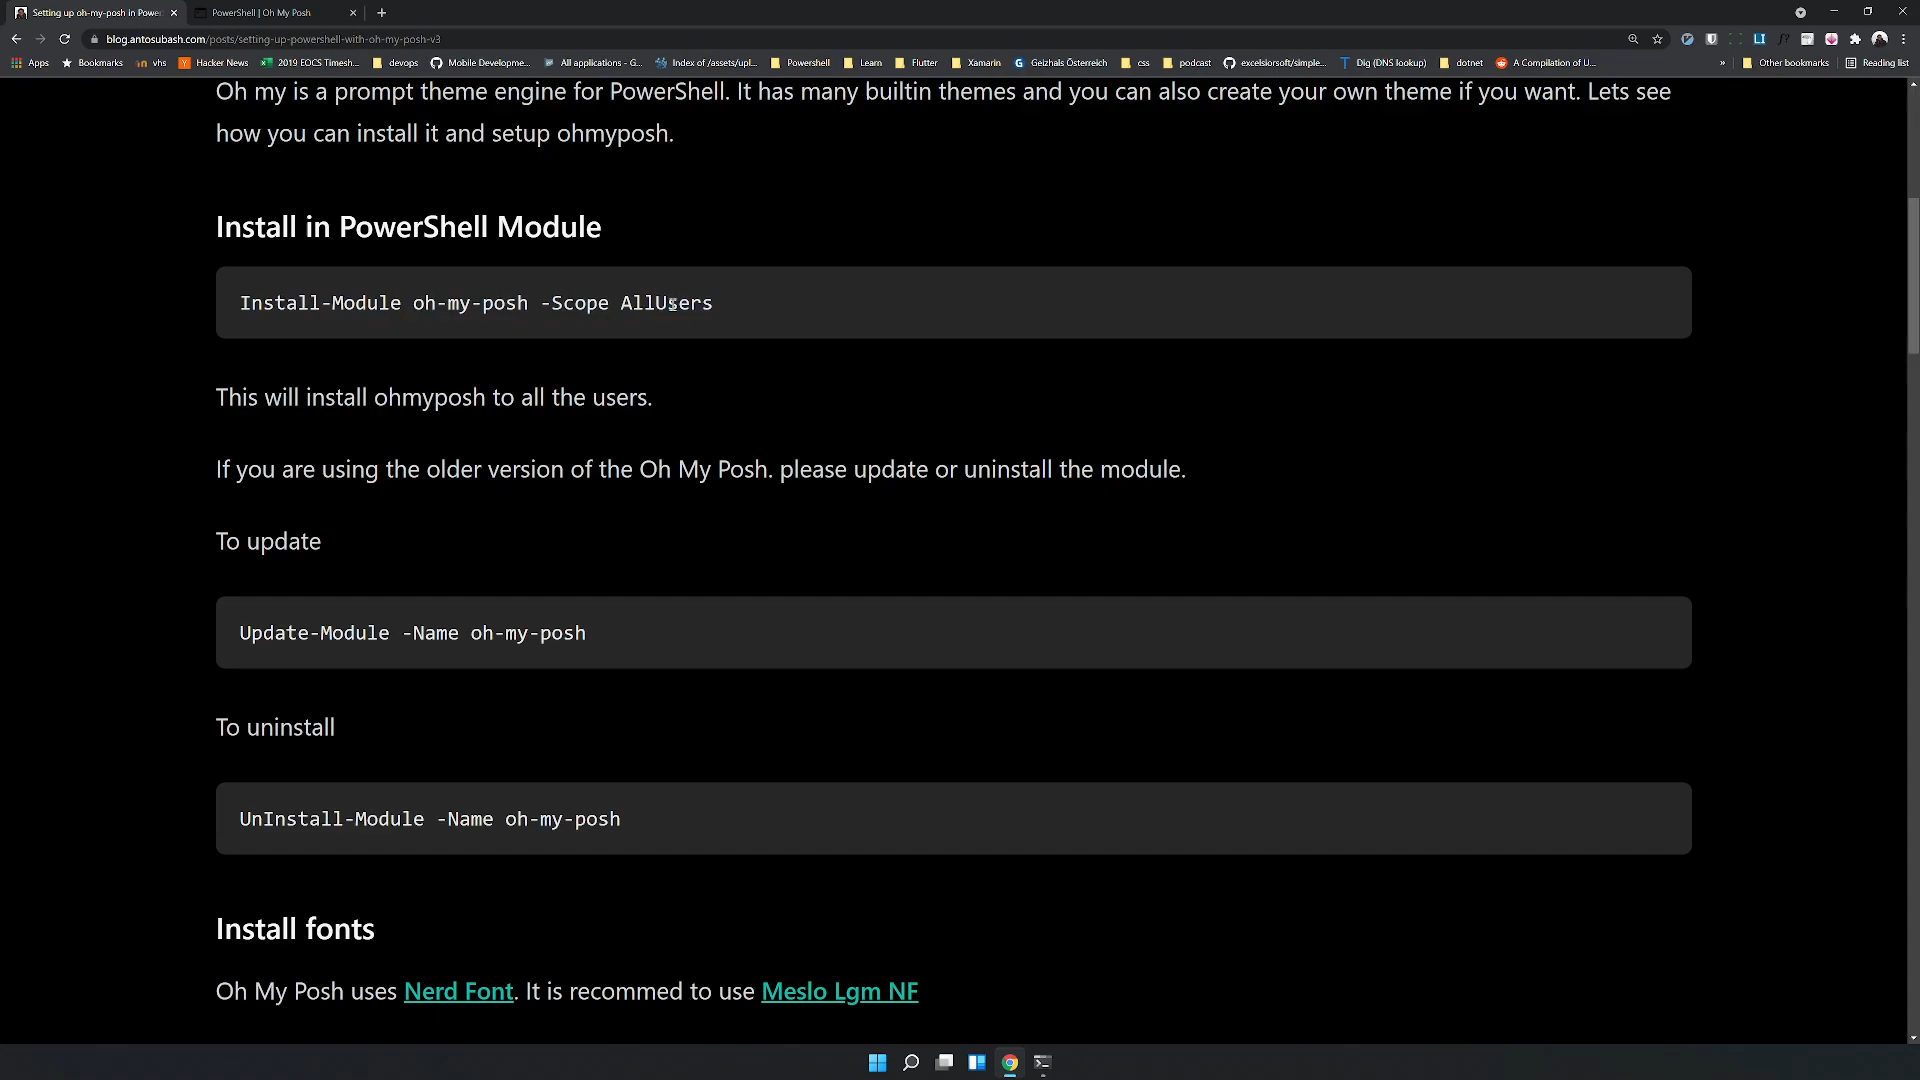 Setting up oh-my-posh in Power
PowerShell | Oh My Posh
blog.antosubash.com/posts/setting-up-powershell-with-oh-my-posh-v3
Apps
Bookmarks
vhs
Hacker News
2019 EOCS Timesh...
devops
Mobile Developme...
All applications - G...
Index of /assets/upl...
Powershell
Learn
Flutter
Xamarin
Geizhals Österreich
css
podcast
excelsiorsoft/simple...
Dig (DNS lookup)
dotnet
A Compilation of U...
»
Other bookmarks
Reading list
Oh my is a prompt theme engine for PowerShell. It has many builtin themes and you can also create your own theme if you want. Lets see
how you can install it and setup ohmyposh.
Install in PowerShell Module
Install-Module oh-my-posh -Scope AllUsers
This will install ohmyposh to all the users.
If you are using the older version of the Oh My Posh. please update or uninstall the module.
To update
Update-Module -Name oh-my-posh
To uninstall
UnInstall-Module -Name oh-my-posh
Install fonts
Oh My Posh uses Nerd Font. It is recommed to use Meslo Lgm NF